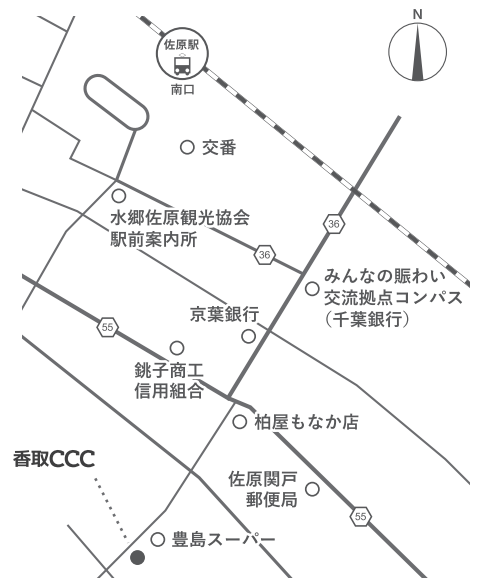 N
佐原駅
南口
交番
水郷佐原観光協会
駅前案内所
36
36
みんなの賑わい
交流拠点コンパス
（千葉銀行）
京葉銀行
55
銚子商工
信用組合
柏屋もなか店
香取CCC
佐原関戸
郵便局
55
豊島スーパー